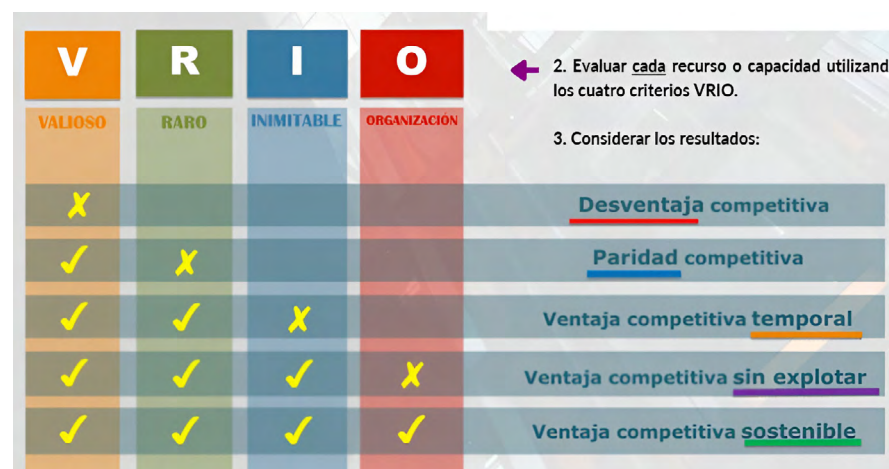 V R I O
VALIOSO RARO INIMITABLE ORGANIZACIÓN
2. Evaluar cada recurso o capacidad utilizand
los cuatro criterios VRIO.
3. Considerar los resultados:
✗ Desventaja competitiva
✓ ✗ Paridad competitiva
✓ ✓ ✗ Ventaja competitiva temporal
✓ ✓ ✓ ✗ Ventaja competitiva sin explotar
✓ ✓ ✓ ✓ Ventaja competitiva sostenible